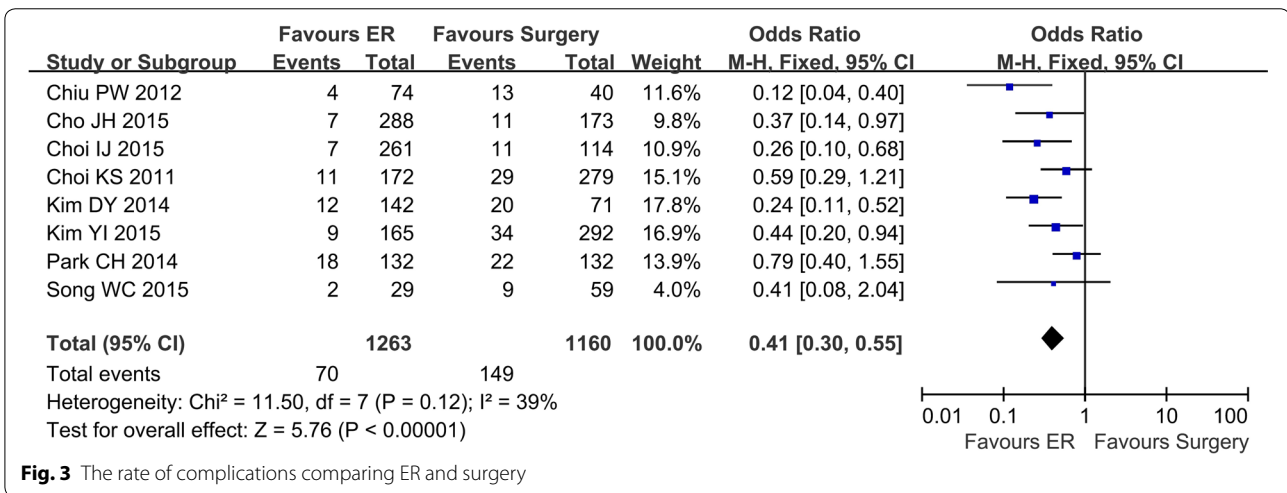 Favours ER Favours Surgery Odds Ratio Odds Ratio
Study or Subgroup Events Total Events Total Weight M-H, Fixed, 95% CI M-H, Fixed, 95% CI
Chiu PW 2012 4 74 13 40 11.6% 0.12 [0.04, 0.40]
Cho JH 2015 7 288 11 173 9.8% 0.37 [0.14, 0.97]
Choi IJ 2015 7 261 11 114 10.9% 0.26 [0.10, 0.68]
Choi KS 2011 11 172 29 279 15.1% 0.59 [0.29, 1.21]
Kim DY 2014 12 142 20 71 17.8% 0.24 [0.11, 0.52]
Kim YI 2015 9 165 34 292 16.9% 0.44 [0.20, 0.94]
Park CH 2014 18 132 22 132 13.9% 0.79 [0.40, 1.55]
Song WC 2015 2 29 9 59 4.0% 0.41 [0.08, 2.04]
Total (95% CI) 1263 1160 100.0% 0.41 [0.30, 0.55]
Total events 70 149
Heterogeneity: Chi² = 11.50, df = 7 (P = 0.12); I² = 39%
Test for overall effect: Z = 5.76 (P < 0.00001)
0.01 0.1 1 10 100
Favours ER Favours Surgery
Fig. 3 The rate of complications comparing ER and surgery